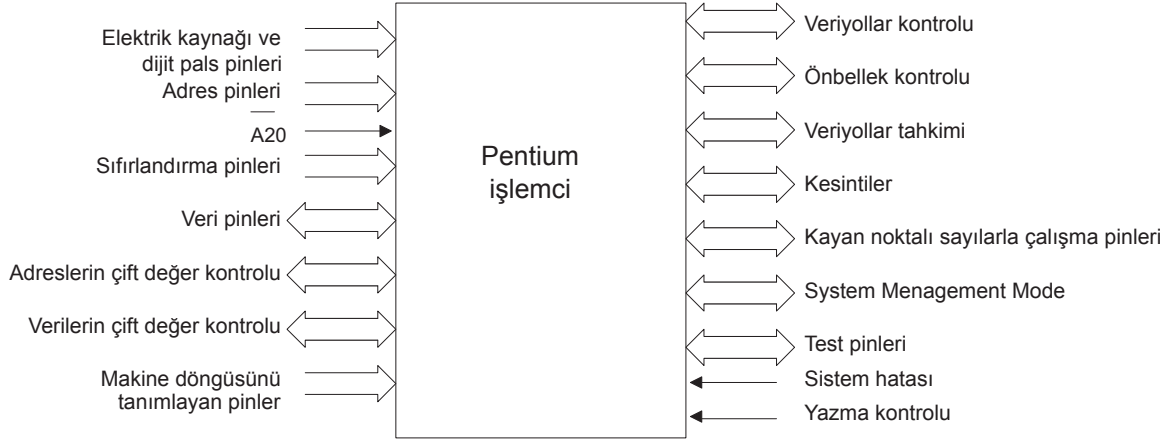 Elektrik kaynağı ve
dijit pals pinleri
Adres pinleri
A20
Sıfırlandırma pinleri
Veri pinleri
Adreslerin çift değer kontrolu
Verilerin çift değer kontrolu
Makine döngüsünü
tanımlayan pinler
Pentium
işlemci
Veriyollar kontrolu
Önbellek kontrolu
Veriyollar tahkimi
Kesintiler
Kayan noktalı sayılarla çalışma pinleri
System Menagement Mode
Test pinleri
Sistem hatası
Yazma kontrolu